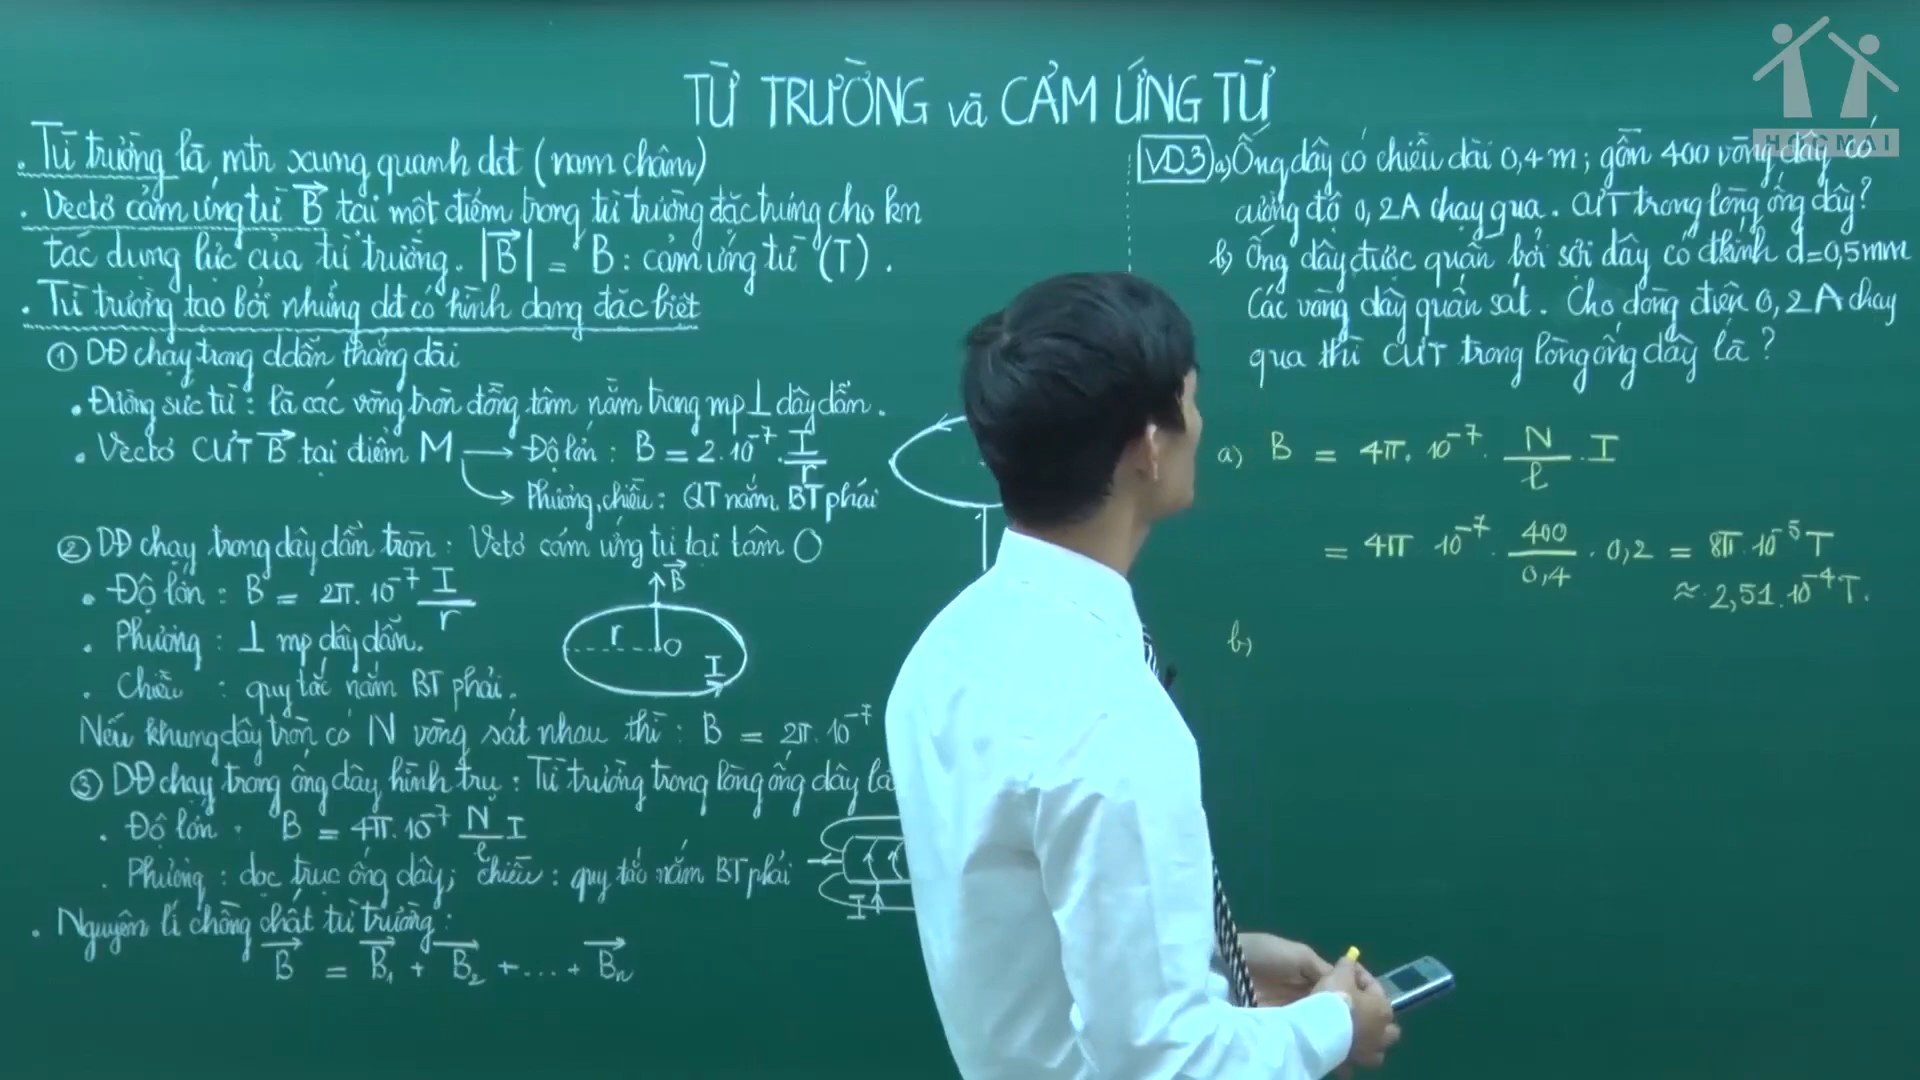 TỪ TRƯỜNG và CẢM ỨNG TỪ
HOCMAI
. Từ trường là mtr xung quanh dđ (nam châm)
. Vectơ cảm ứng từ B tại một điểm trong từ trường đặc trưng cho kn
tác dụng lực của từ trường. |B| = B : cảm ứng từ (T).
. Từ trường tạo bởi những dđ có hình dạng đặc biệt
① DĐ chạy trong ddẫn thẳng dài
. Đường sức từ : là các vòng tròn đồng tâm nằm trong mp ⊥ dây dẫn.
. Vectơ CƯT B tại điểm M → Độ lớn : B = 2.10⁻⁷. I/r
→ Phương, chiều : QT nắm BT phải
② DĐ chạy trong dây dẫn tròn : Vectơ cảm ứng từ tại tâm O
. Độ lớn : B = 2π.10⁻⁷ I/r
. Phương : ⊥ mp dây dẫn.
. Chiều : quy tắc nắm BT phải.
B
r
O
I
Nếu khung dây tròn có N vòng sát nhau thì : B = 2π.10⁻⁷
③ DĐ chạy trong ống dây hình trụ : Từ trường trong lòng ống dây là
. Độ lớn . B = 4π.10⁻⁷ N/l I
. Phương : dọc trục ống dây; chiều : quy tắc nắm BT phải
I
. Nguyên lí chồng chất từ trường :
B = B₁ + B₂ + ... + Bₙ
VD3 a) Ống dây có chiều dài 0,4 m ; gồm 400 vòng dây có
cường độ 0,2A chạy qua. CƯT trong lòng ống dây?
b) Ống dây được quấn bởi sợi dây có đkính d=0,5mm
Các vòng dây quấn sát. Cho dòng điện 0,2A chạy
qua thì CƯT trong lòng ống dây là ?
a) B = 4π. 10⁻⁷. N/l . I
= 4π 10⁻⁷. 400/0,4 . 0,2 = 8π.10⁻⁵ T
≈ 2,51.10⁻⁴ T.
b)